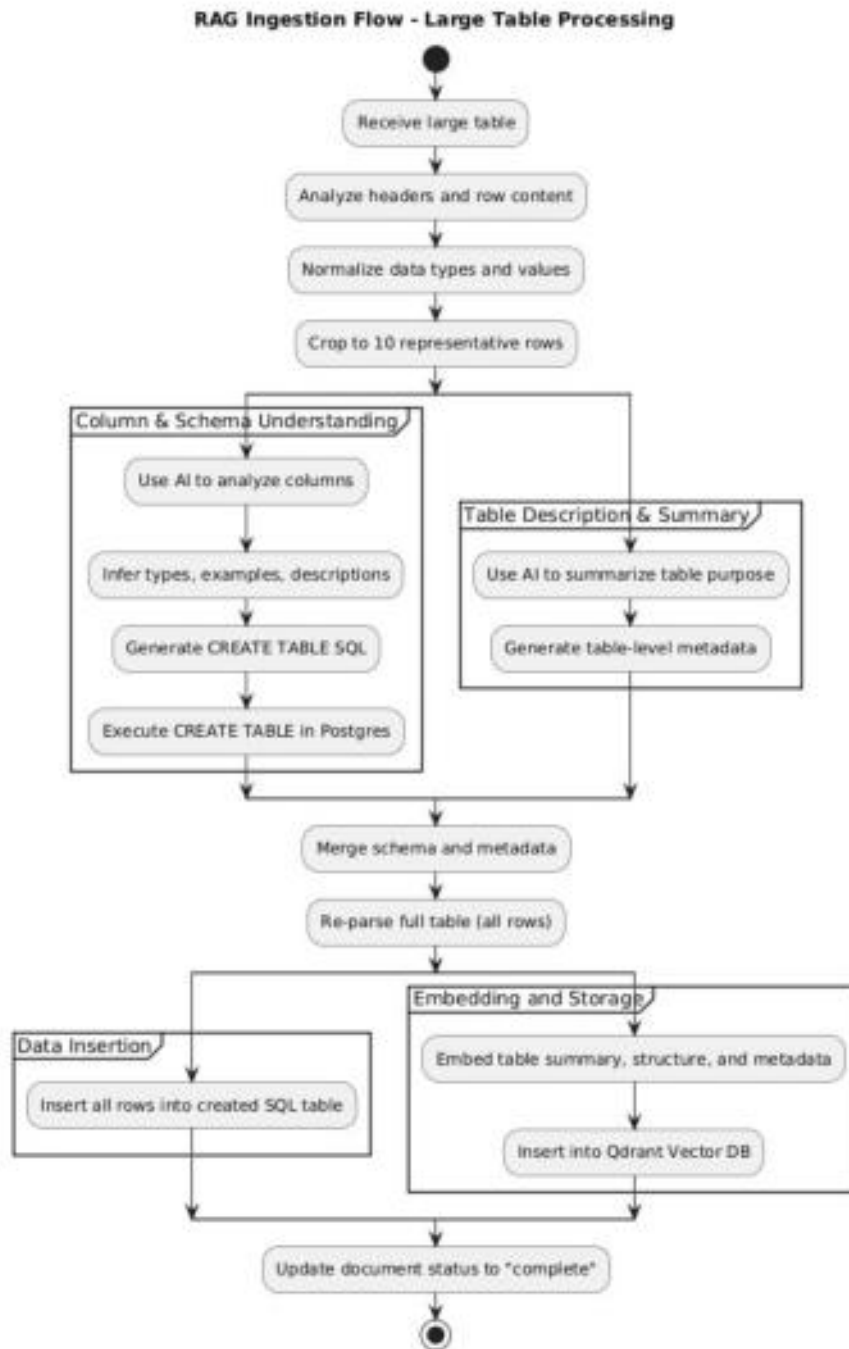 RAG Ingestion Flow - Large Table Processing
Receive large table
Analyze headers and row content
Normalize data types and values
Crop to 10 representative rows
Column & Schema Understanding
Use AI to analyze columns
Infer types, examples, descriptions
Generate CREATE TABLE SQL
Execute CREATE TABLE in Postgres
Table Description & Summary
Use AI to summarize table purpose
Generate table-level metadata
Merge schema and metadata
Re-parse full table (all rows)
Data Insertion
Insert all rows into created SQL table
Embedding and Storage
Embed table summary, structure, and metadata
Insert into Qdrant Vector DB
Update document status to "complete"